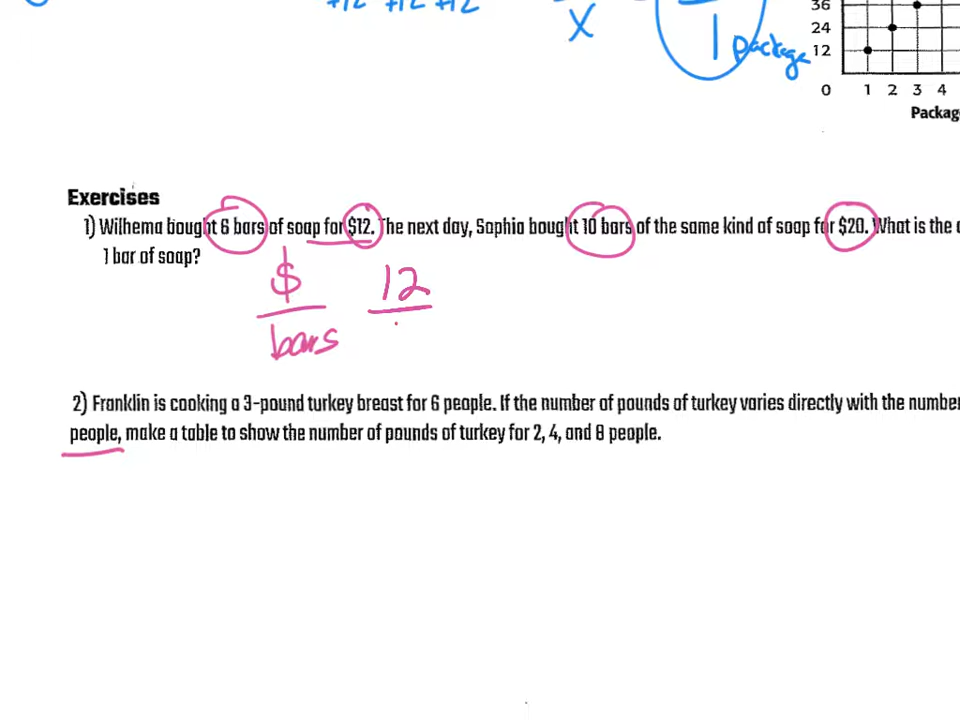 +12 +12 +12
x
1 package
36
24
12
0 1 2 3 4
Exercises
1) Wilhema bought 6 bars of soap for $12. The next day, Sophia bought 10 bars of the same kind of soap for $20. What is the
1 bar of soap?
$ 12
bars
2) Franklin is cooking a 3-pound turkey breast for 6 people. If the number of pounds of turkey varies directly with the
people, make a table to show the number of pounds of turkey for 2, 4, and 8 people.